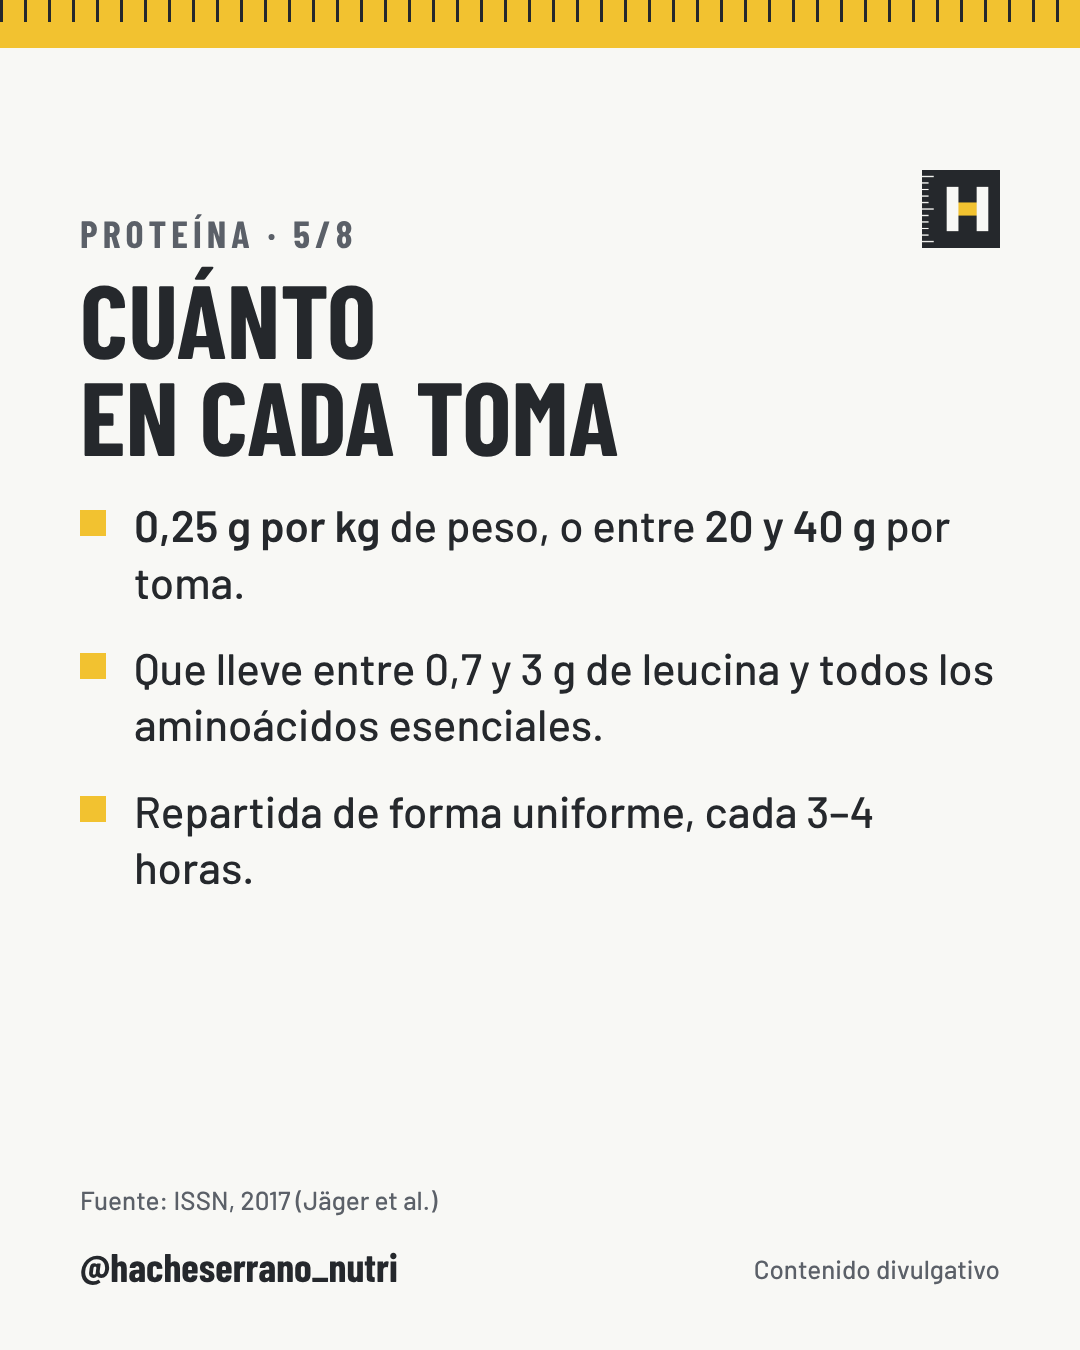 H
PROTEÍNA · 5/8
CUÁNTO
EN CADA TOMA
0,25 g por kg de peso, o entre 20 y 40 g por
toma.
Que lleve entre 0,7 y 3 g de leucina y todos los
aminoácidos esenciales.
Repartida de forma uniforme, cada 3–4
horas.
Fuente: ISSN, 2017 (Jäger et al.)
@hacheserrano_nutri
Contenido divulgativo